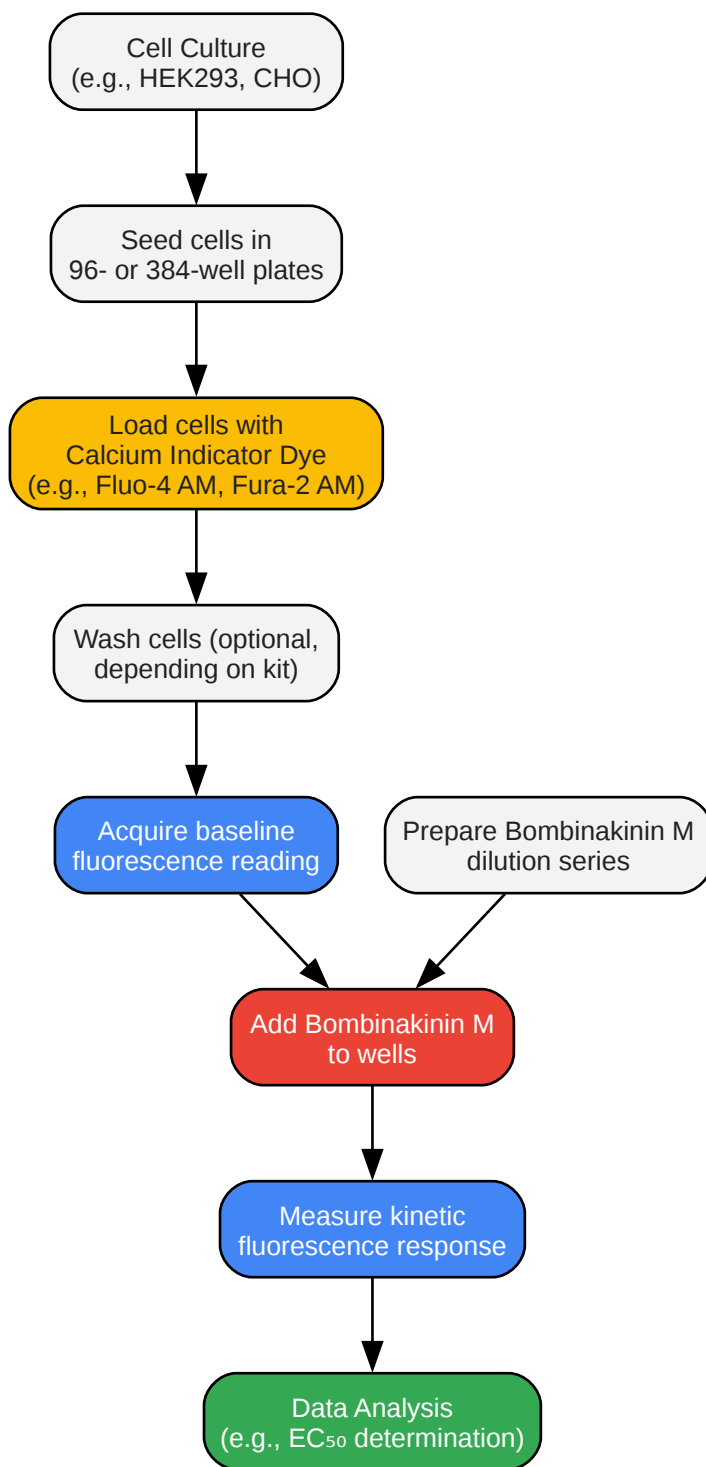 Cell Culture
(e.g., HEK293, CHO)
Seed cells in
96- or 384-well plates
Load cells with
Calcium Indicator Dye
(e.g., Fluo-4 AM, Fura-2 AM)
Wash cells (optional,
depending on kit)
Acquire baseline
fluorescence reading
Prepare Bombinakinin M
dilution series
Add Bombinakinin M
to wells
Measure kinetic
fluorescence response
Data Analysis
(e.g., EC₅₀ determination)